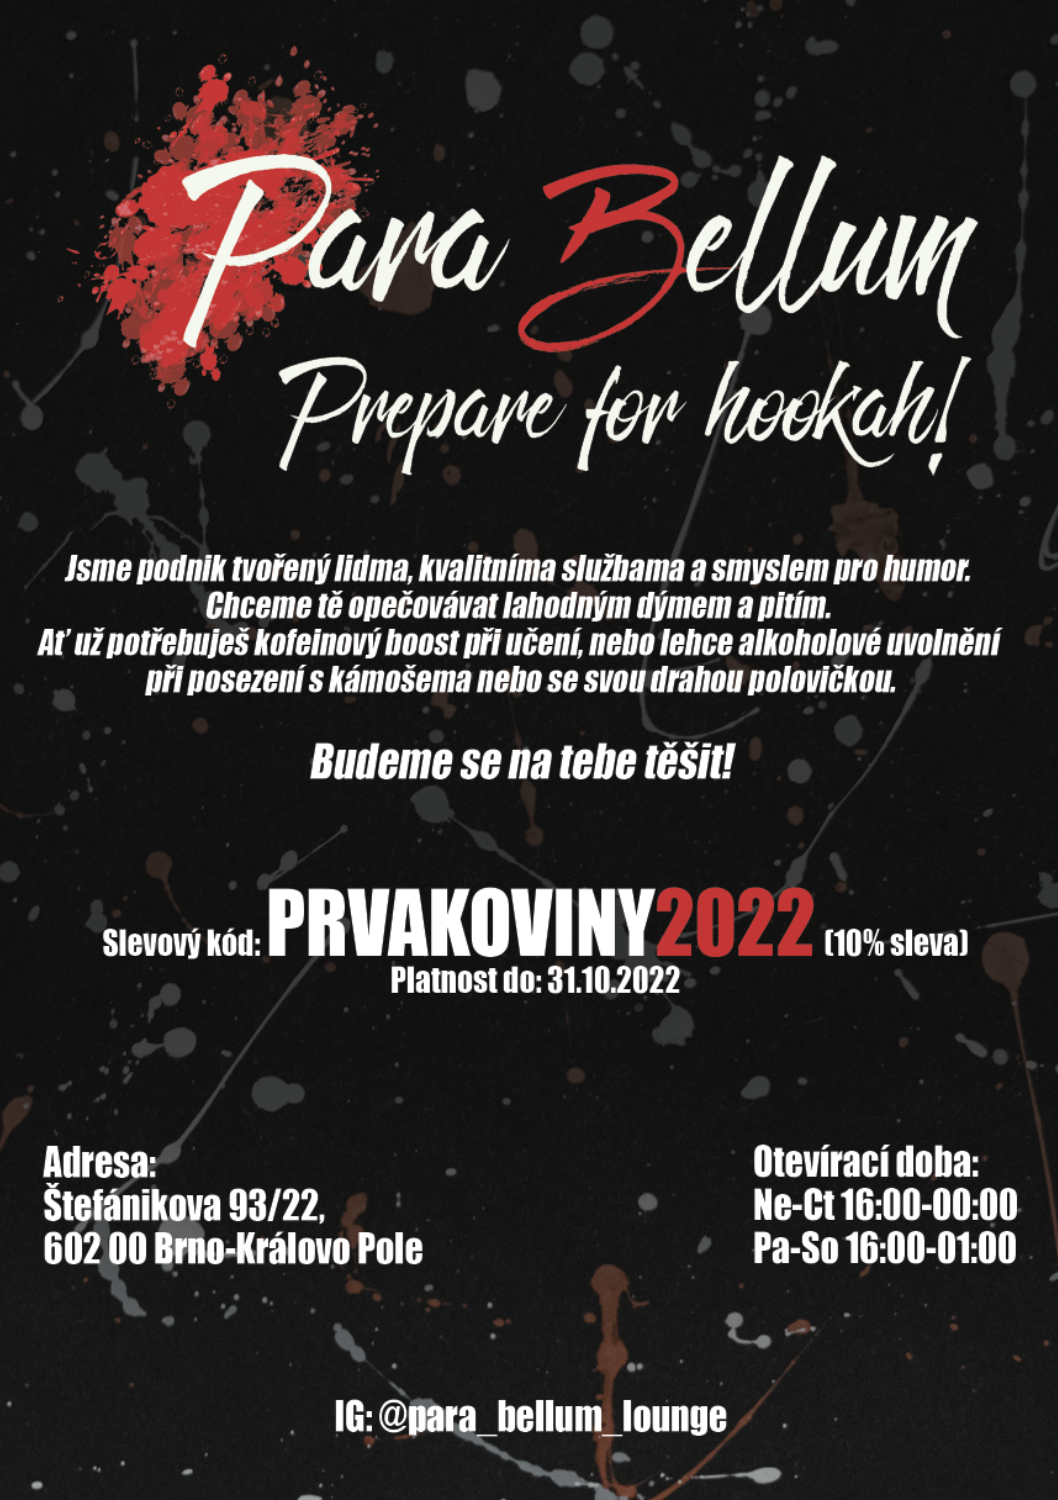 Para Bellum
Prepare for hookah!
Jsme podnik tvořený lidma, kvalitníma službama a smyslem pro humor.
Chceme tě opečovávat lahodným dýmem a pitím.
Ať už potřebuješ kofeinový boost při učení, nebo lehce alkoholové uvolnění
při posezení s kámošema nebo se svou drahou polovičkou.
Budeme se na tebe těšit!
Slevový kód: PRVAKOVINY2022 (10% sleva)
Platnost do: 31.10.2022
Adresa:
Štefánikova 93/22,
602 00 Brno-Královo Pole
Otevírací doba:
Ne-Ct 16:00-00:00
Pa-So 16:00-01:00
IG: @para_bellum_lounge